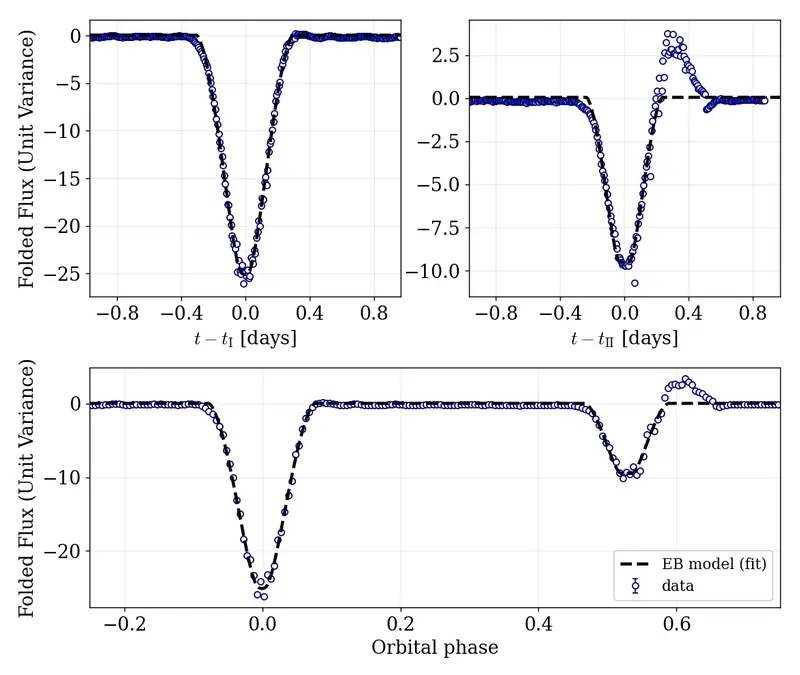 Folded Flux (Unit Variance)
0
−5
−10
−15
−20
−25
−0.8 −0.4 0.0 0.4 0.8
t − t_I [days]
2.5
0.0
−2.5
−5.0
−7.5
−10.0
−0.8 −0.4 0.0 0.4 0.8
t − t_II [days]
Folded Flux (Unit Variance)
0
−10
−20
EB model (fit)
data
−0.2 0.0 0.2 0.4 0.6
Orbital phase